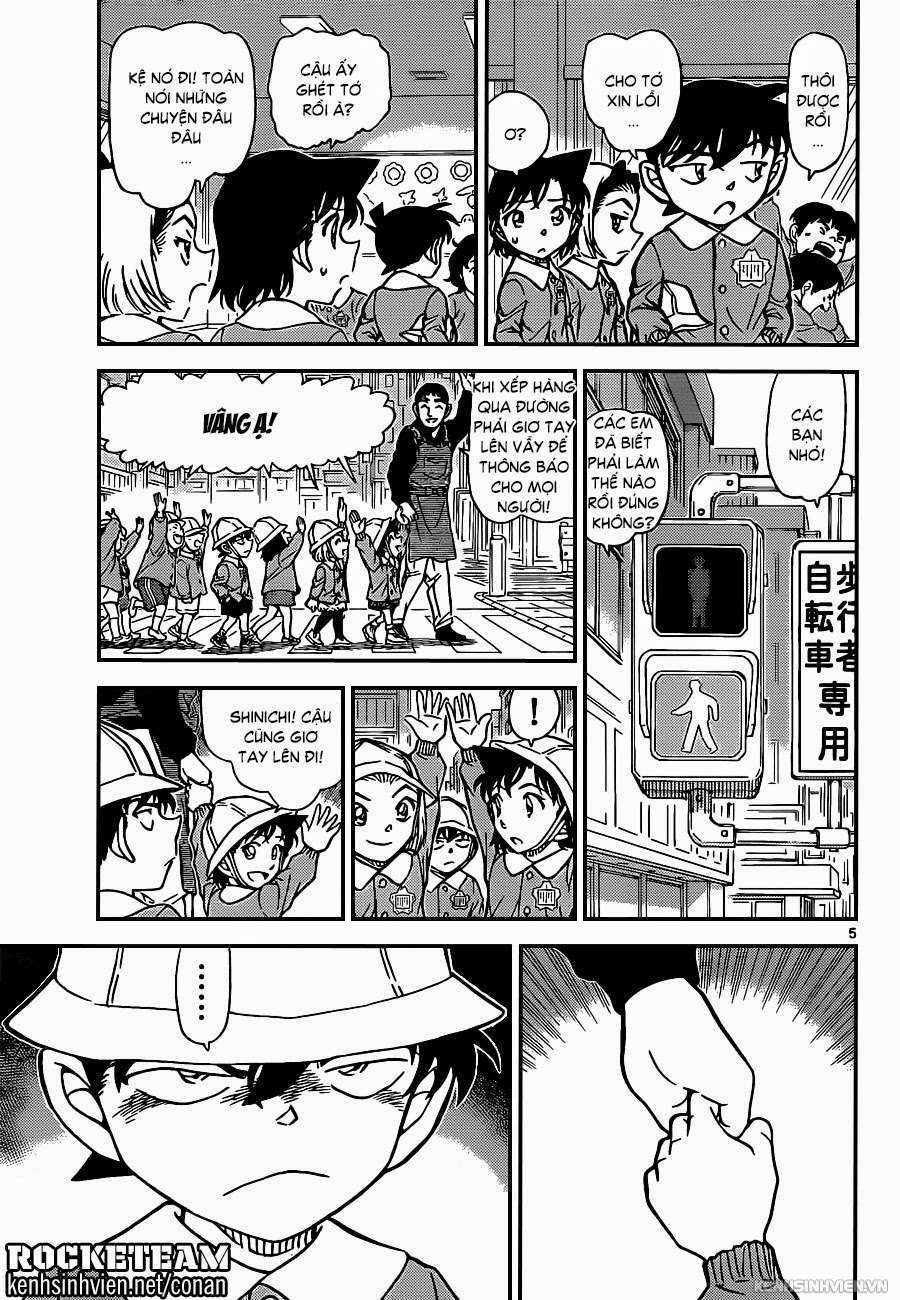 THÔI
ĐƯỢC
RỒI
CHO TỚ
XIN LỖI
...
Ơ?
CẬU ẤY
GHÉT TỚ
RỒI À?
KỆ NÓ ĐI! TOÀN
NÓI NHỮNG
CHUYỆN ĐÂU
ĐÂU
...
CÁC
BẠN
NHỎ!
CÁC EM
ĐÃ BIẾT
PHẢI LÀM
THẾ NÀO
RỒI ĐÚNG
KHÔNG?
歩行者
自転車
専用
KHI XẾP HÀNG
QUA ĐƯỜNG
PHẢI GIƠ TAY
LÊN VẪY ĐỂ
THÔNG BÁO
CHO MỌI
NGƯỜI!
VÂNG Ạ!
!
SHINICHI! CẬU
CŨNG GIƠ
TAY LÊN ĐI!
5
......
ROCKETEAM
kenhsinhvien.net/conan
KENHSINHVIEN.VN